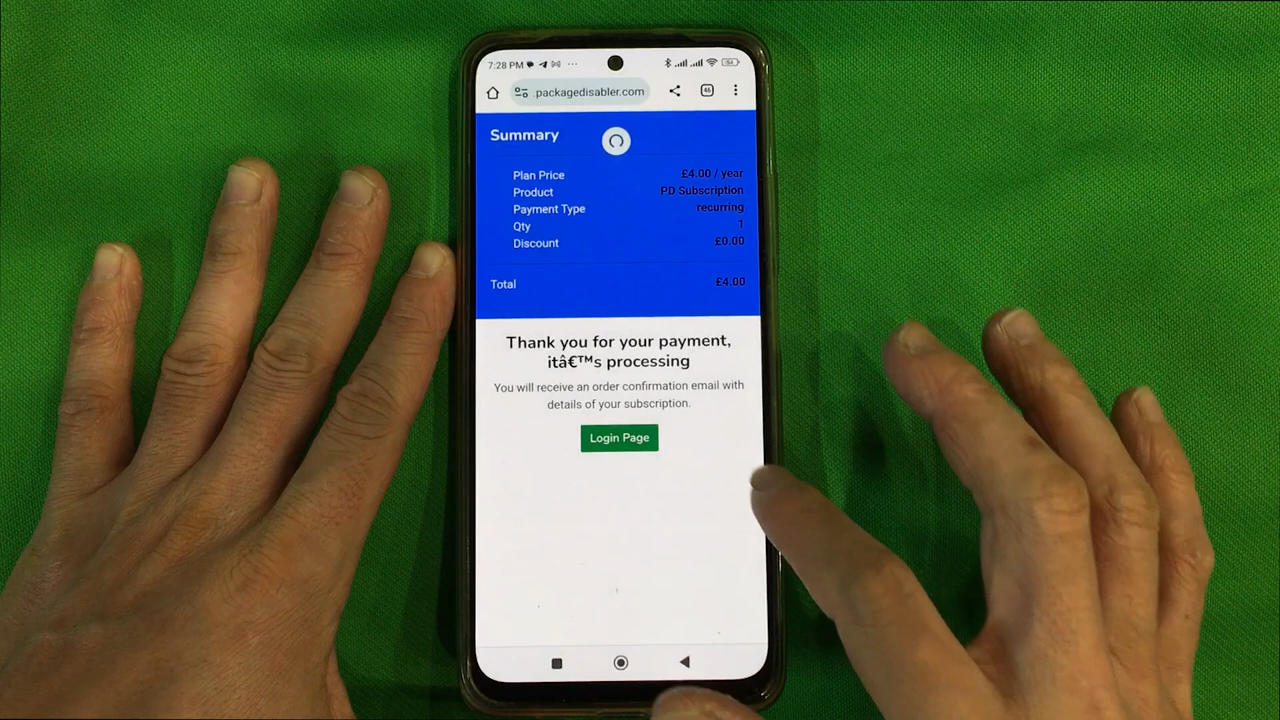 7:28 PM
.packagedisabler.com 46
Summary
Plan Price £4.00 / year
Product PD Subscription
Payment Type recurring
Qty 1
Discount £0.00
Total £4.00
Thank you for your payment,
itâ€™s processing
You will receive an order confirmation email with
details of your subscription.
Login Page